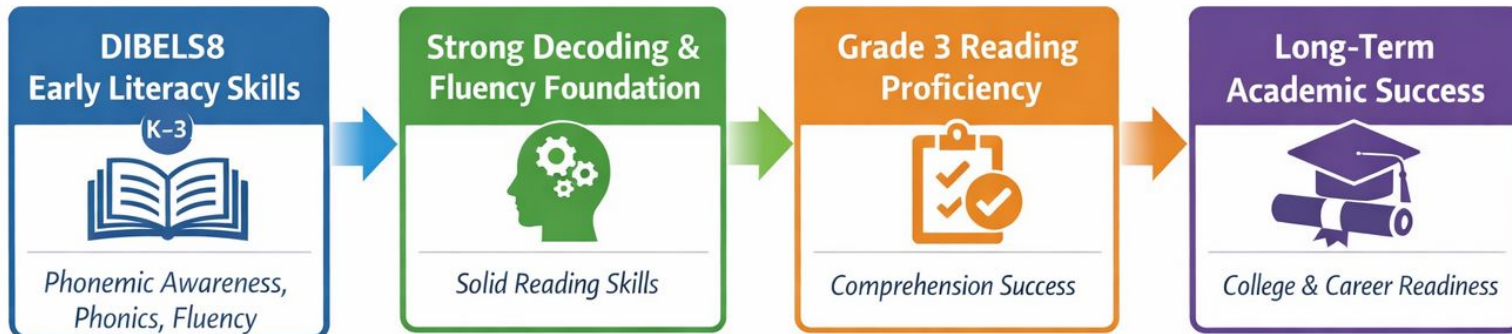 DIBELS8
Early Literacy Skills
K–3
Phonemic Awareness,
Phonics, Fluency
Strong Decoding &
Fluency Foundation
Solid Reading Skills
Grade 3 Reading
Proficiency
Comprehension Success
Long-Term
Academic Success
College & Career Readiness